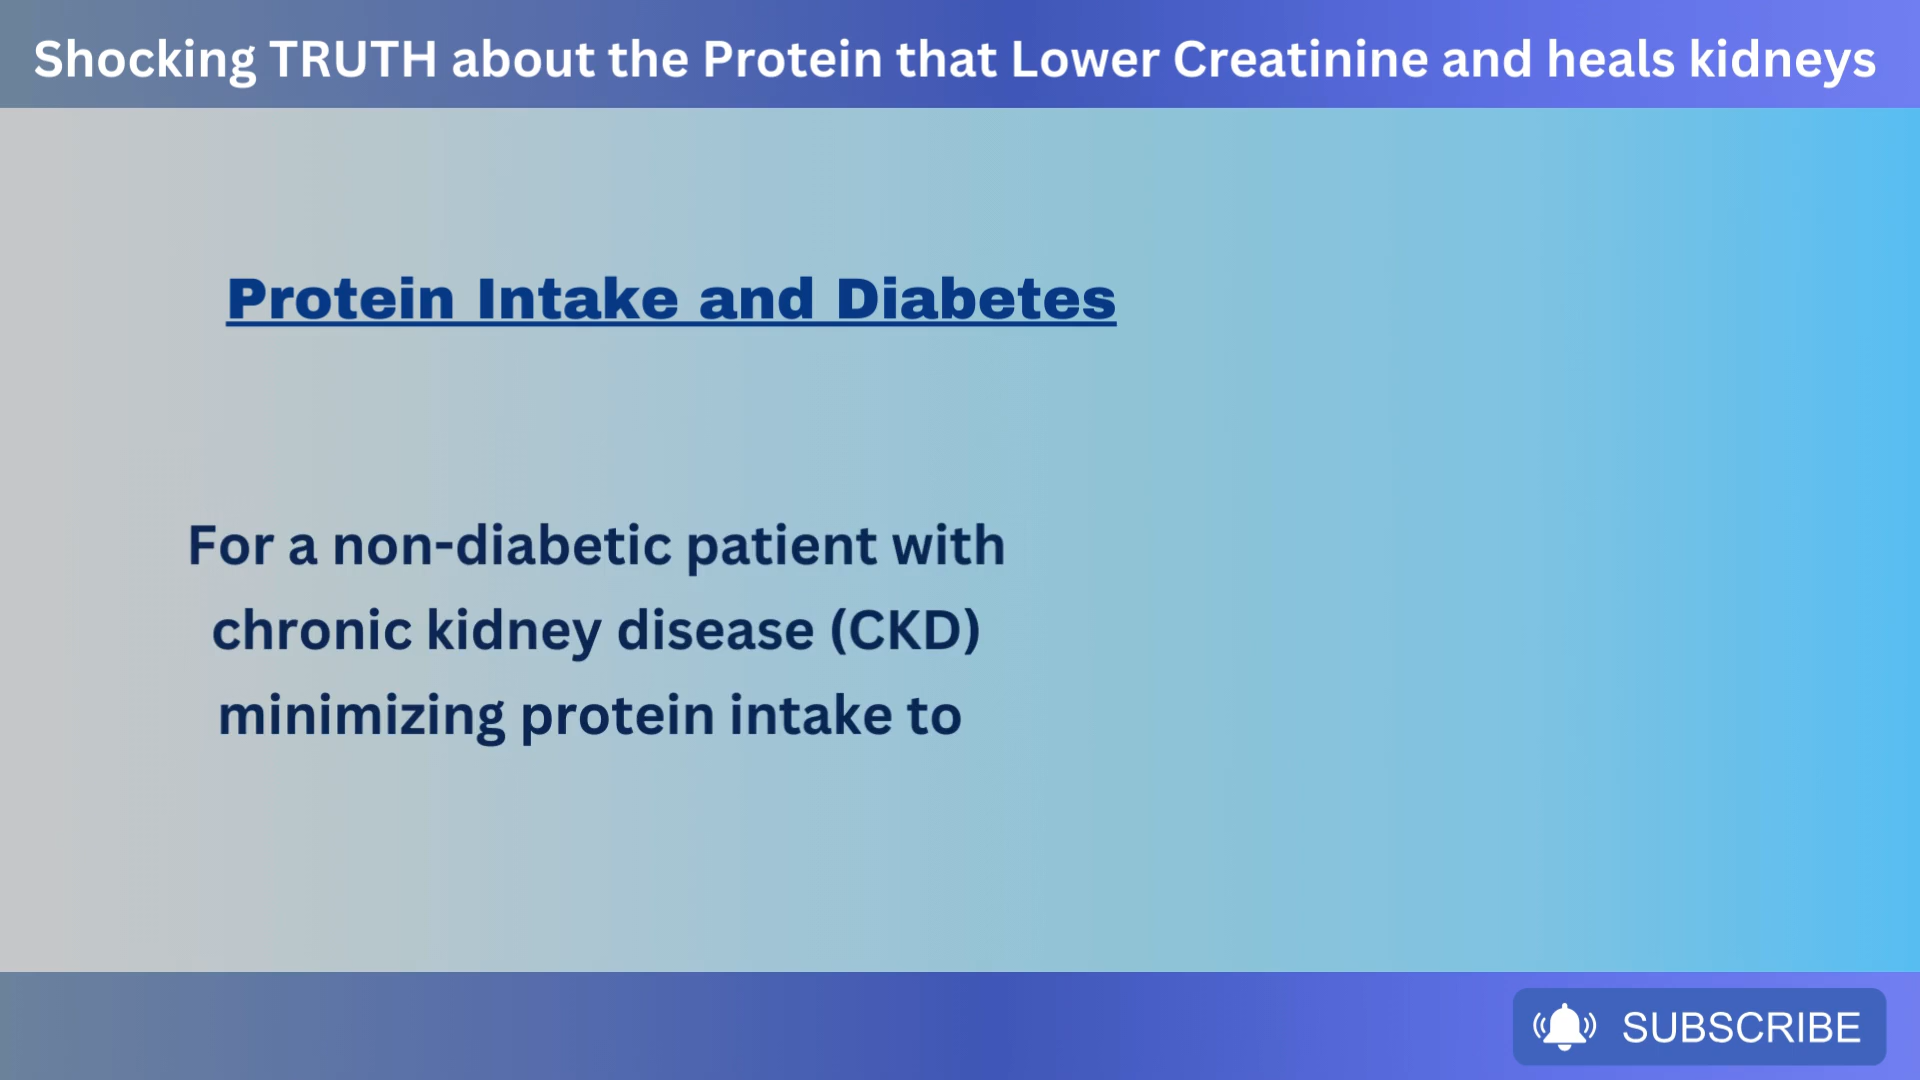 Shocking TRUTH about the Protein that Lower Creatinine and heals kidneys
Protein Intake and Diabetes
For a non-diabetic patient with
chronic kidney disease (CKD)
minimizing protein intake to
SUBSCRIBE